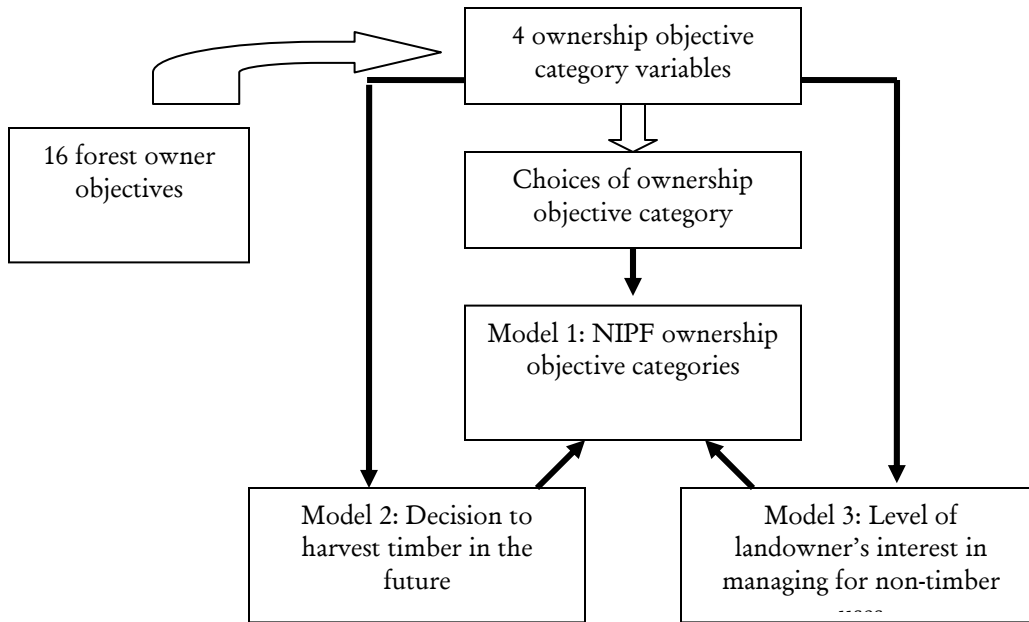 4 ownership objective
category variables
16 forest owner
objectives
Choices of ownership
objective category
Model 1: NIPF ownership
objective categories
Model 2: Decision to
harvest timber in the
future
Model 3: Level of
landowner’s interest in
managing for non-timber